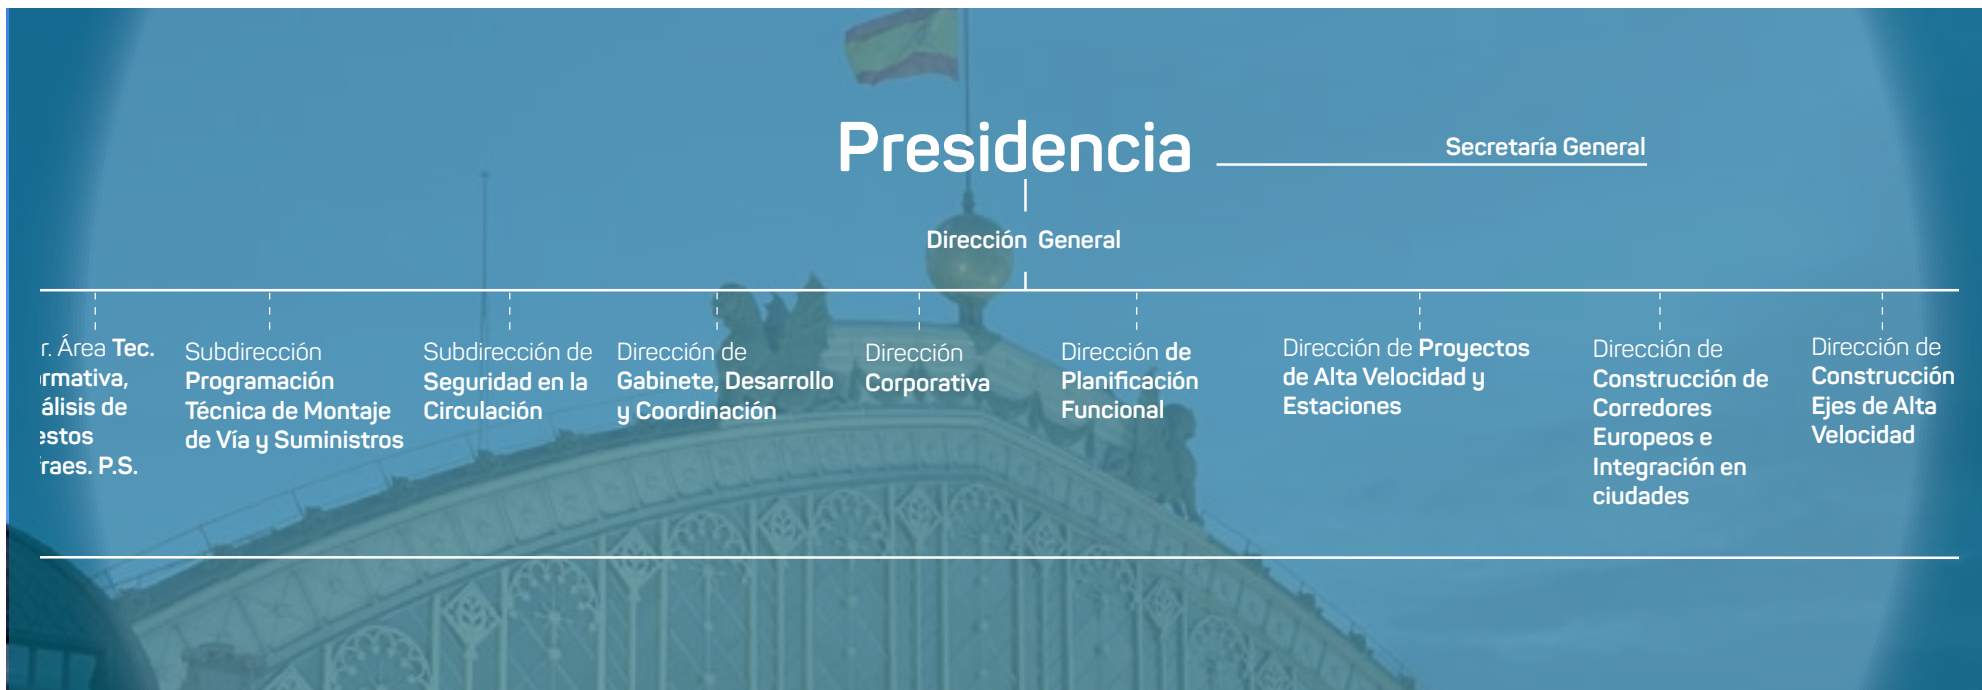 Presidencia
Secretaría General
Dirección General
Área Tec.
de
P.S.
Subdirección
Programación
Técnica de Montaje
de Vía y Suministros
Subdirección de
Seguridad en la
Circulación
Dirección de
Gabinete, Desarrollo
y Coordinación
Dirección
Corporativa
Dirección de
Planificación
Funcional
Dirección de Proyectos
de Alta Velocidad y
Estaciones
Dirección de
Construcción de
Corredores
Europeos e
Integración en
ciudades
Dirección de
Construcción
Ejes de Alta
Velocidad